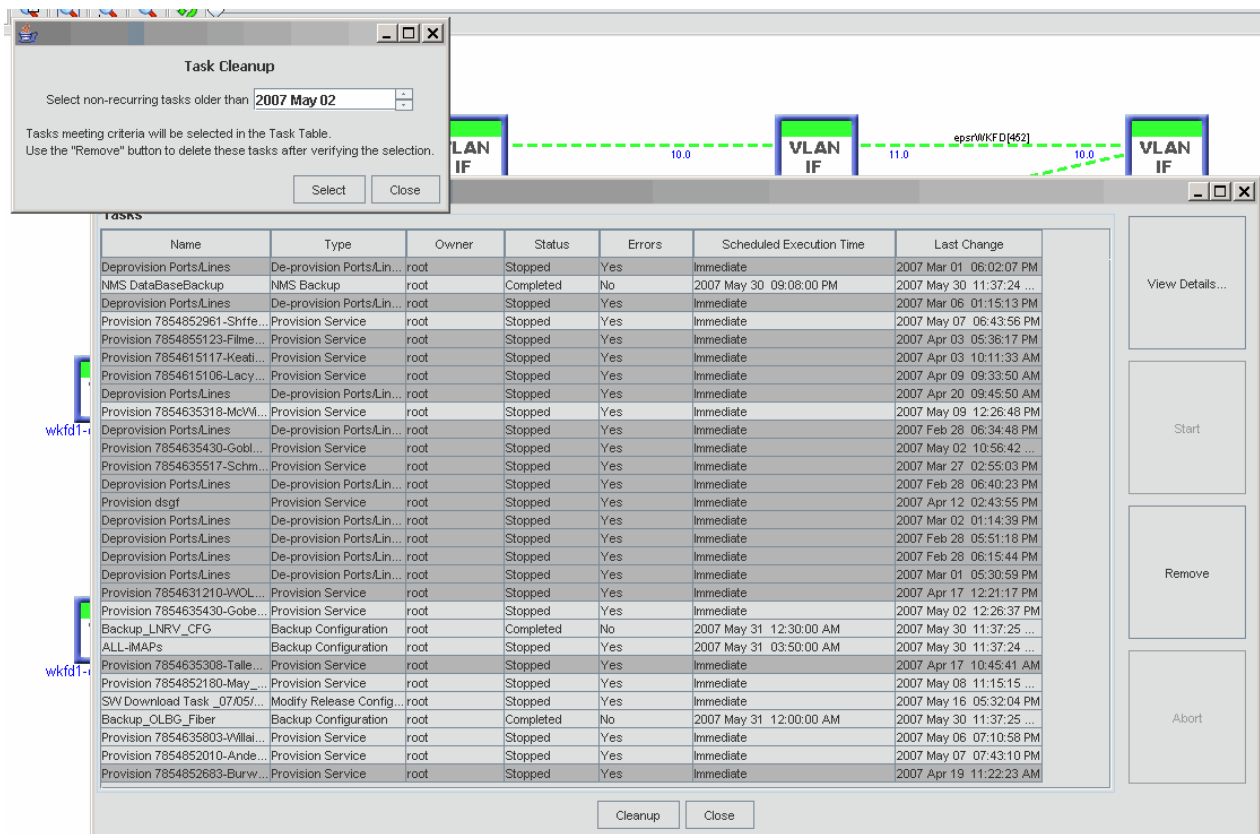 Task Cleanup
Select non-recurring tasks older than 2007 May 02
Tasks meeting criteria will be selected in the Task Table.
Use the "Remove" button to delete these tasks after verifying the selection.
Select Close
VLAN IF
10.0
VLAN IF
11.0
epsrWKFD[452]
10.0
VLAN IF
wkfd1-
wkfd1-
Tasks
Name Type Owner Status Errors Scheduled Execution Time Last Change
Deprovision Ports/Lines De-provision Ports/Lin... root Stopped Yes Immediate 2007 Mar 01 06:02:07 PM
NMS DataBaseBackup NMS Backup root Completed No 2007 May 30 09:08:00 PM 2007 May 30 11:37:24 ...
Deprovision Ports/Lines De-provision Ports/Lin... root Stopped Yes Immediate 2007 Mar 06 01:15:13 PM
Provision 7854852961-Shffe... Provision Service root Stopped Yes Immediate 2007 May 07 06:43:56 PM
Provision 7854855123-Filme... Provision Service root Stopped Yes Immediate 2007 Apr 03 05:36:17 PM
Provision 7854615117-Keati... Provision Service root Stopped Yes Immediate 2007 Apr 03 10:11:33 AM
Provision 7854615106-Lacy... Provision Service root Stopped Yes Immediate 2007 Apr 09 09:33:50 AM
Deprovision Ports/Lines De-provision Ports/Lin... root Stopped Yes Immediate 2007 Apr 20 09:45:50 AM
Provision 7854635318-McWi... Provision Service root Stopped Yes Immediate 2007 May 09 12:26:48 PM
Deprovision Ports/Lines De-provision Ports/Lin... root Stopped Yes Immediate 2007 Feb 28 06:34:48 PM
Provision 7854635430-Gobl... Provision Service root Stopped Yes Immediate 2007 May 02 10:56:42 ...
Provision 7854635517-Schm... Provision Service root Stopped Yes Immediate 2007 Mar 27 02:55:03 PM
Deprovision Ports/Lines De-provision Ports/Lin... root Stopped Yes Immediate 2007 Feb 28 06:40:23 PM
Provision dsgf Provision Service root Stopped Yes Immediate 2007 Apr 12 02:43:55 PM
Deprovision Ports/Lines De-provision Ports/Lin... root Stopped Yes Immediate 2007 Mar 02 01:14:39 PM
Deprovision Ports/Lines De-provision Ports/Lin... root Stopped Yes Immediate 2007 Feb 28 05:51:18 PM
Deprovision Ports/Lines De-provision Ports/Lin... root Stopped Yes Immediate 2007 Feb 28 06:15:44 PM
Deprovision Ports/Lines De-provision Ports/Lin... root Stopped Yes Immediate 2007 Mar 01 05:30:59 PM
Provision 7854631210-WOL... Provision Service root Stopped Yes Immediate 2007 Apr 17 12:21:17 PM
Provision 7854635430-Gobe... Provision Service root Stopped Yes Immediate 2007 May 02 12:26:37 PM
Backup_LNRV_CFG Backup Configuration root Completed No 2007 May 31 12:30:00 AM 2007 May 30 11:37:25 ...
ALL-iMAPs Backup Configuration root Stopped No 2007 May 31 03:50:00 AM 2007 May 30 11:37:24 ...
Provision 7854635308-Talle... Provision Service root Stopped Yes Immediate 2007 Apr 17 10:45:41 AM
Provision 7854852180-May_... Provision Service root Stopped Yes Immediate 2007 May 08 11:15:15 ...
SW Download Task _07/05/... Modify Release Config... root Stopped Yes Immediate 2007 May 16 05:32:04 PM
Backup_OLBG_Fiber Backup Configuration root Completed No 2007 May 31 12:00:00 AM 2007 May 30 11:37:25 ...
Provision 7854635803-Willai... Provision Service root Stopped Yes Immediate 2007 May 06 07:10:58 PM
Provision 7854852010-Ande... Provision Service root Stopped Yes Immediate 2007 May 07 07:43:10 PM
Provision 7854852683-Burw... Provision Service root Stopped Yes Immediate 2007 Apr 19 11:22:23 AM
View Details...
Start
Remove
Abort
Cleanup Close